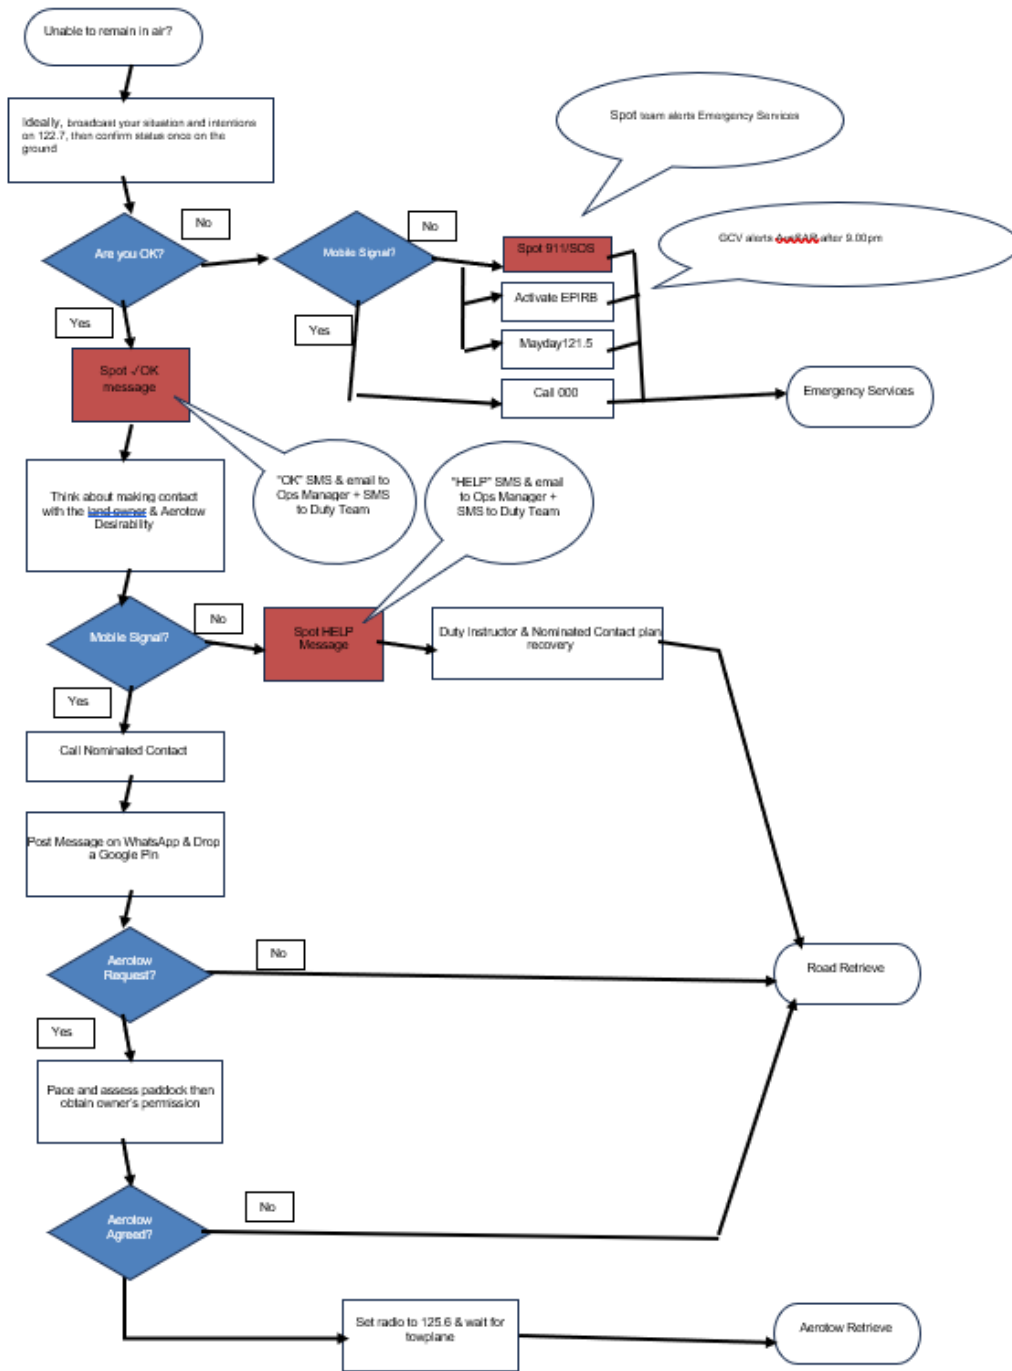 Unable to remain in air?
Ideally, broadcast your situation and intentions
on 122.7, then confirm status once on the
ground
Spot team alerts Emergency Services
No
No
GCV alerts AusSAR after 9.00pm
Are you OK?
Mobile Signal?
Spot 911/SOS
Activate EPIRB
Yes
Yes
Mayday121.5
Spot ✓OK
message
Call 000
Emergency Services
"OK" SMS & email to
Ops Manager + SMS
to Duty Team
"HELP" SMS & email
to Ops Manager +
SMS to Duty Team
Think about making contact
with the land owner & Aerotow
Desirability
No
Mobile Signal?
Spot HELP
Message
Duty Instructor & Nominated Contact plan
recovery
Yes
Call Nominated Contact
Post Message on WhatsApp & Drop
a Google Pin
Aerotow
Request?
No
Road Retrieve
Yes
Pace and assess paddock then
obtain owner's permission
Aerotow
Agreed?
No
Set radio to 125.6 & wait for
towplane
Aerotow Retrieve